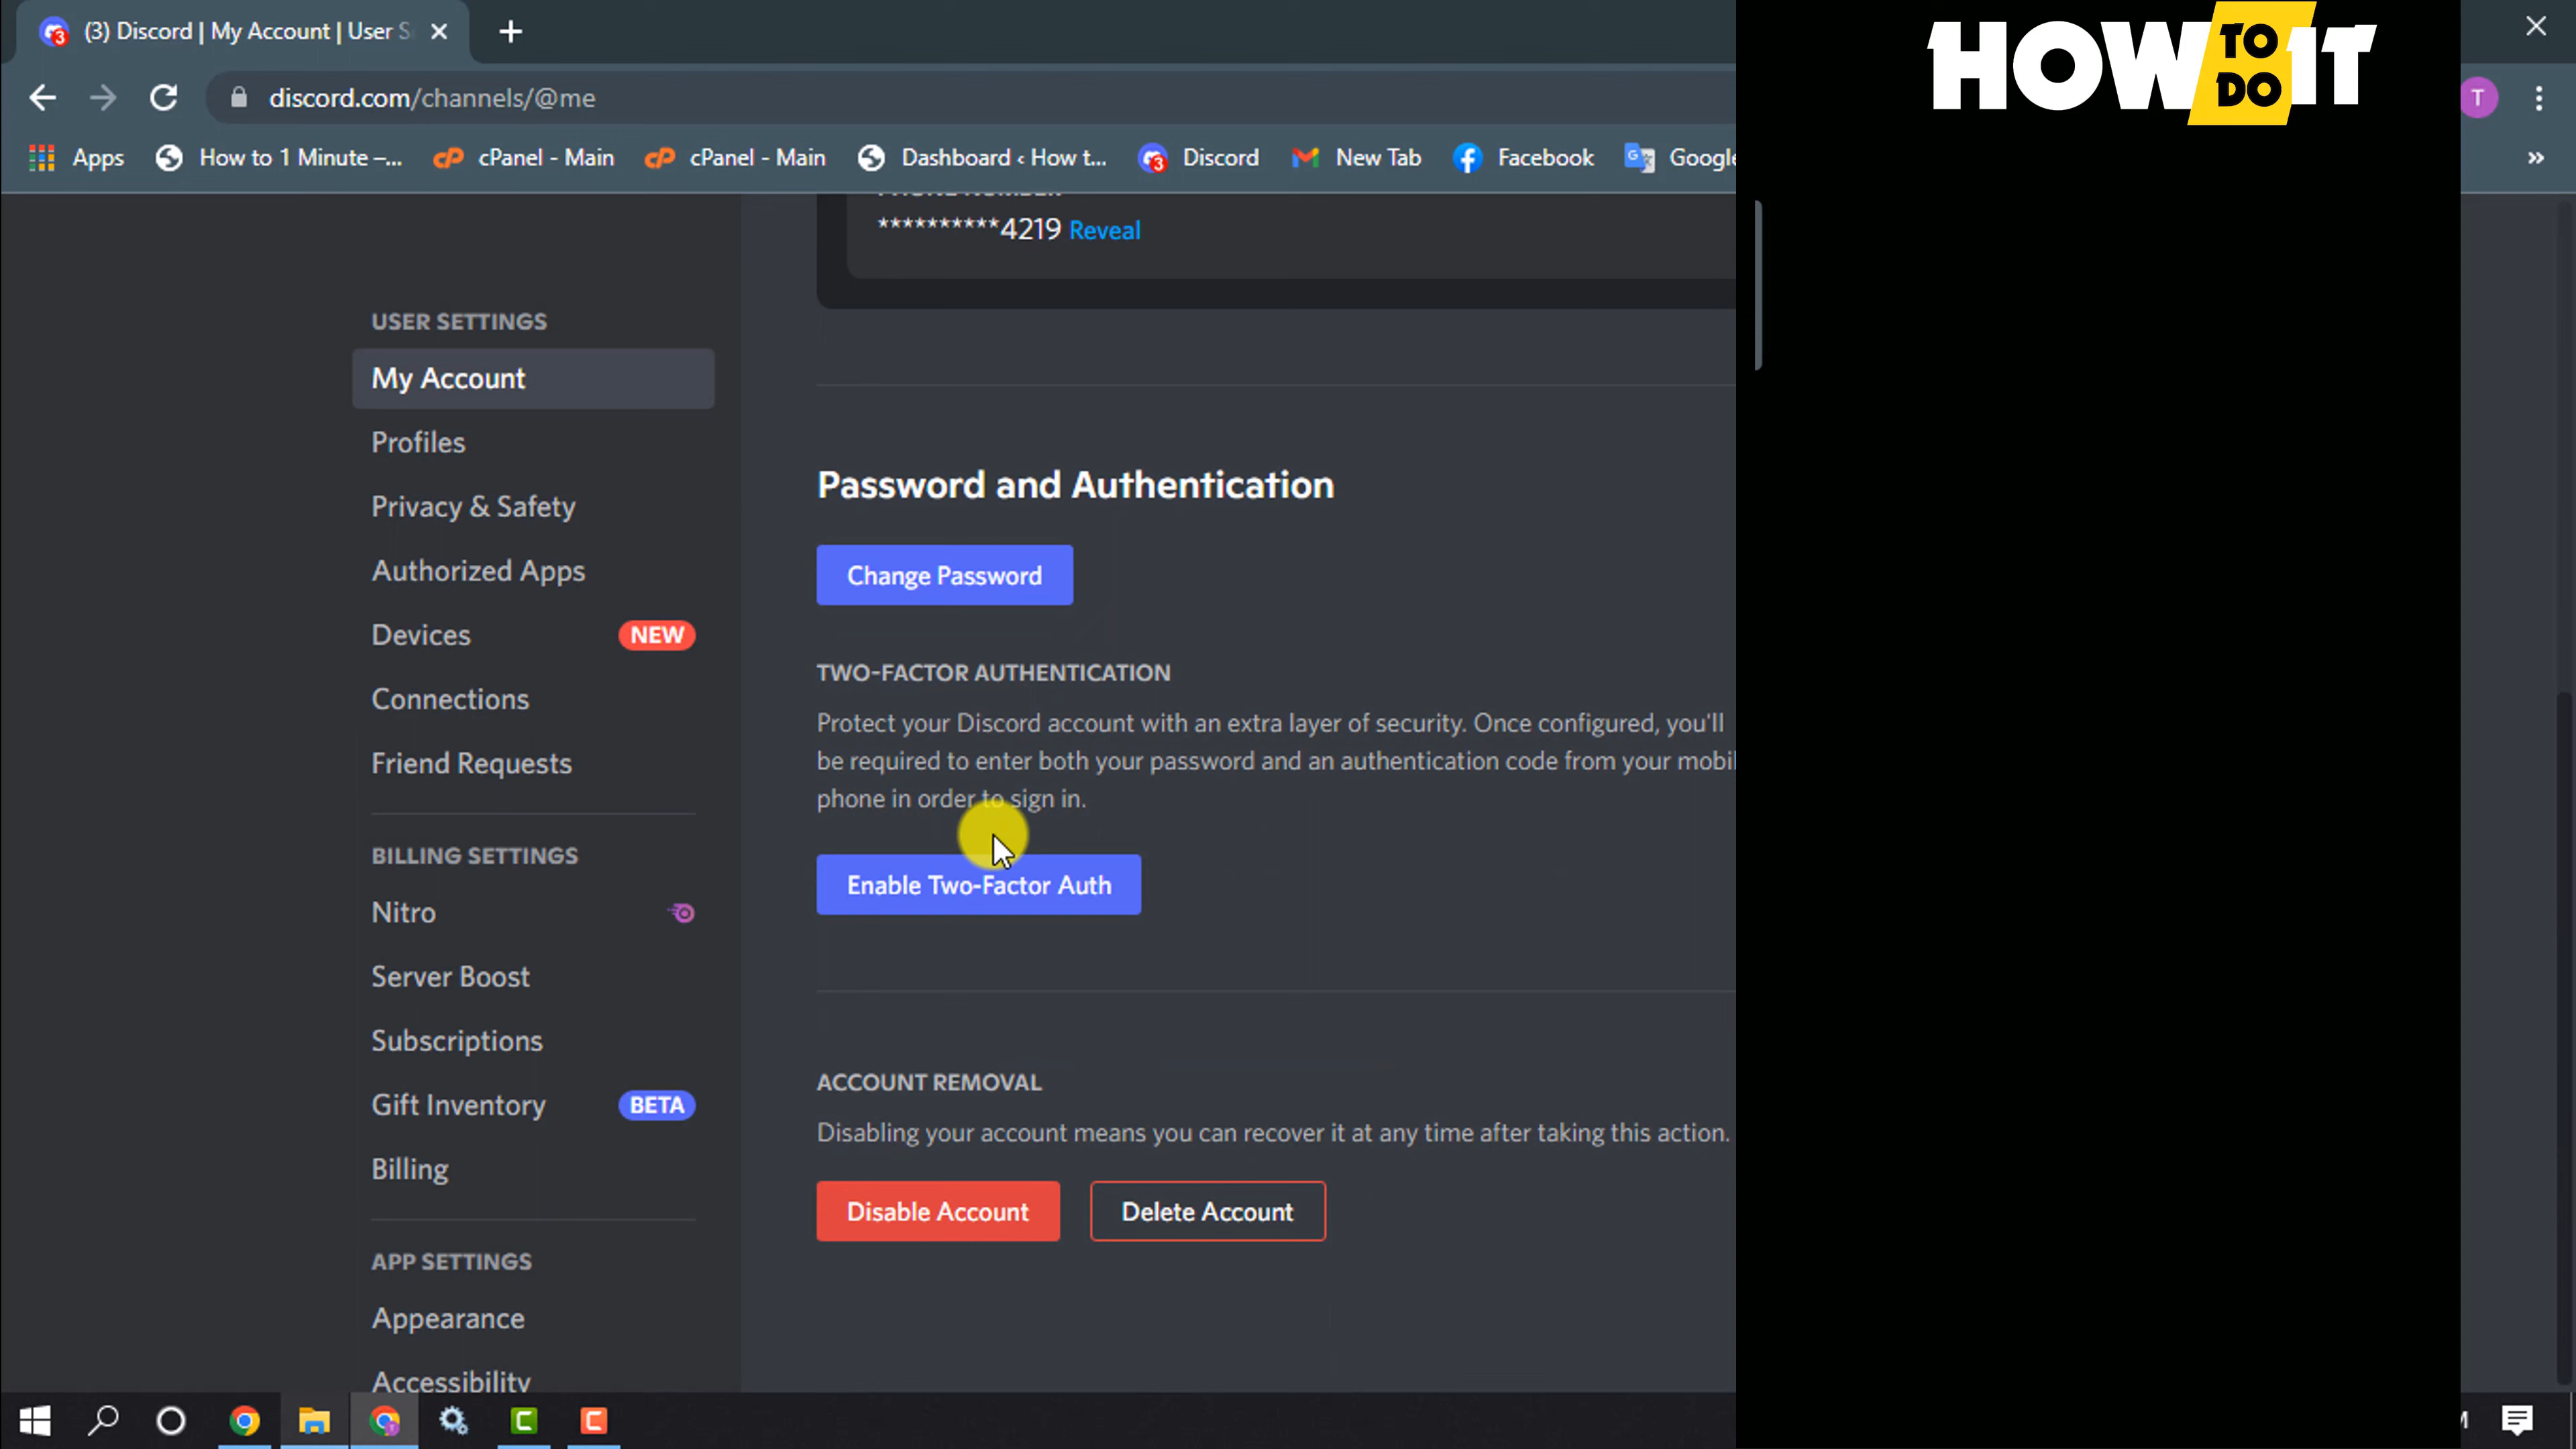 (3) Discord | My Account | User S
HOW TO DO IT
discord.com/channels/@me
T
Apps
How to 1 Minute –...
cPanel - Main
cPanel - Main
Dashboard ‹ How t...
3
Discord
New Tab
Facebook
Google
»
PHONE NUMBER
**********4219 Reveal
USER SETTINGS
My Account
Profiles
Privacy & Safety
Authorized Apps
Devices NEW
Connections
Friend Requests
BILLING SETTINGS
Nitro
Server Boost
Subscriptions
Gift Inventory BETA
Billing
APP SETTINGS
Appearance
Accessibility
Password and Authentication
Change Password
TWO-FACTOR AUTHENTICATION
Protect your Discord account with an extra layer of security. Once configured, you'll
be required to enter both your password and an authentication code from your mobil
phone in order to sign in.
Enable Two-Factor Auth
ACCOUNT REMOVAL
Disabling your account means you can recover it at any time after taking this action.
Disable Account
Delete Account